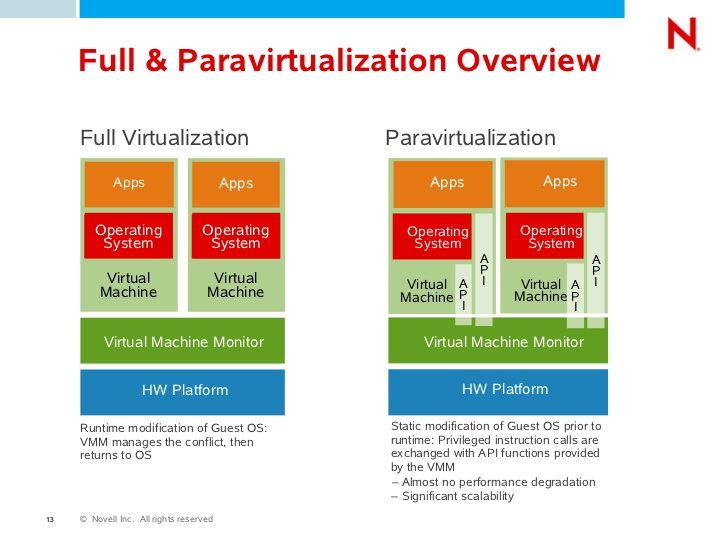 N
Full & Paravirtualization Overview
Full Virtualization
Apps
Apps
Operating
System
Operating
System
Virtual
Machine
Virtual
Machine
Virtual Machine Monitor
HW Platform
Runtime modification of Guest OS:
VMM manages the conflict, then
returns to OS
Paravirtualization
Apps
Apps
Operating
System
Operating
System
A
P
I
A
P
I
Virtual
Machine
A
P
I
Virtual
Machine
A
P
I
Virtual Machine Monitor
HW Platform
Static modification of Guest OS prior to
runtime: Privileged instruction calls are
exchanged with API functions provided
by the VMM
– Almost no performance degradation
– Significant scalability
13 © Novell Inc. All rights reserved